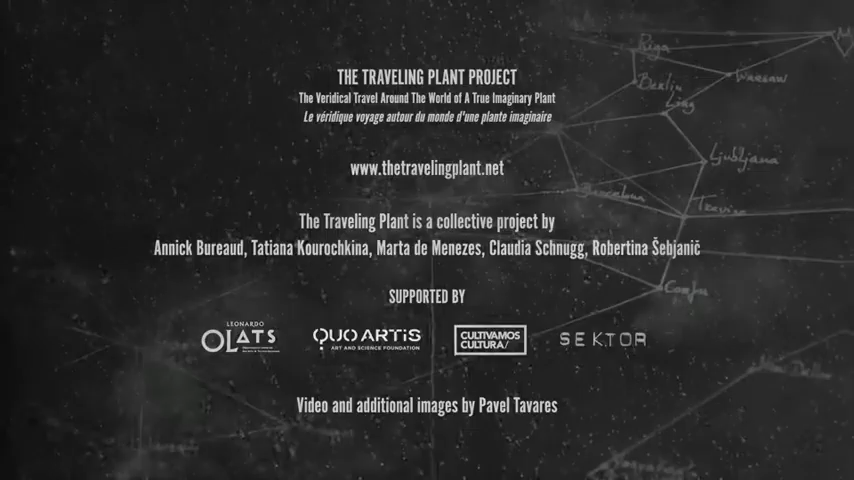 THE TRAVELING PLANT PROJECT
The Veridical Travel Around The World of A True Imaginary Plant
Le véridique voyage autour du monde d'une plante imaginaire
www.thetravelingplant.net
The Traveling Plant is a collective project by
Annick Bureaud, Tatiana Kourochkina, Marta de Menezes, Claudia Schnugg, Robertina Šebjanič
SUPPORTED BY
LEONARDO
OLATS
QUO ARTIS
ART AND SCIENCE FOUNDATION
CULTIVAMOS
CULTURA/
SEKTOR
Video and additional images by Pavel Tavares
Riga
Berlin
Warsaw
Linz
Ljubljana
Barcelona
Treviso
Corfu